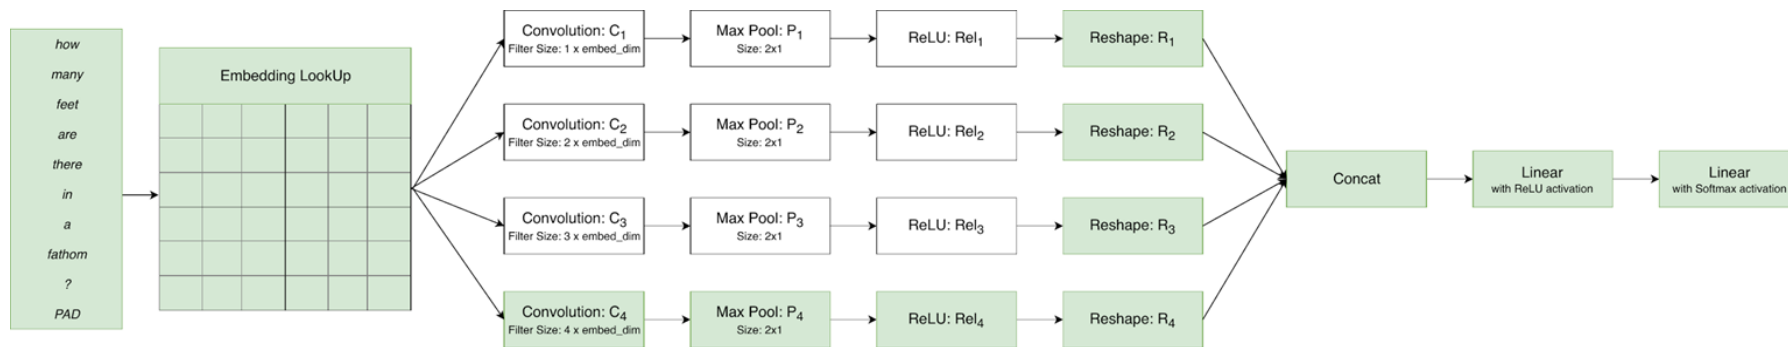 how
many
feet
are
there
in
a
fathom
?
PAD
Embedding LookUp
Convolution: C₁
Filter Size: 1 x embed_dim
Max Pool: P₁
Size: 2x1
ReLU: Rel₁
Reshape: R₁
Convolution: C₂
Filter Size: 2 x embed_dim
Max Pool: P₂
Size: 2x1
ReLU: Rel₂
Reshape: R₂
Convolution: C₃
Filter Size: 3 x embed_dim
Max Pool: P₃
Size: 2x1
ReLU: Rel₃
Reshape: R₃
Convolution: C₄
Filter Size: 4 x embed_dim
Max Pool: P₄
Size: 2x1
ReLU: Rel₄
Reshape: R₄
Concat
Linear
with ReLU activation
Linear
with Softmax activation